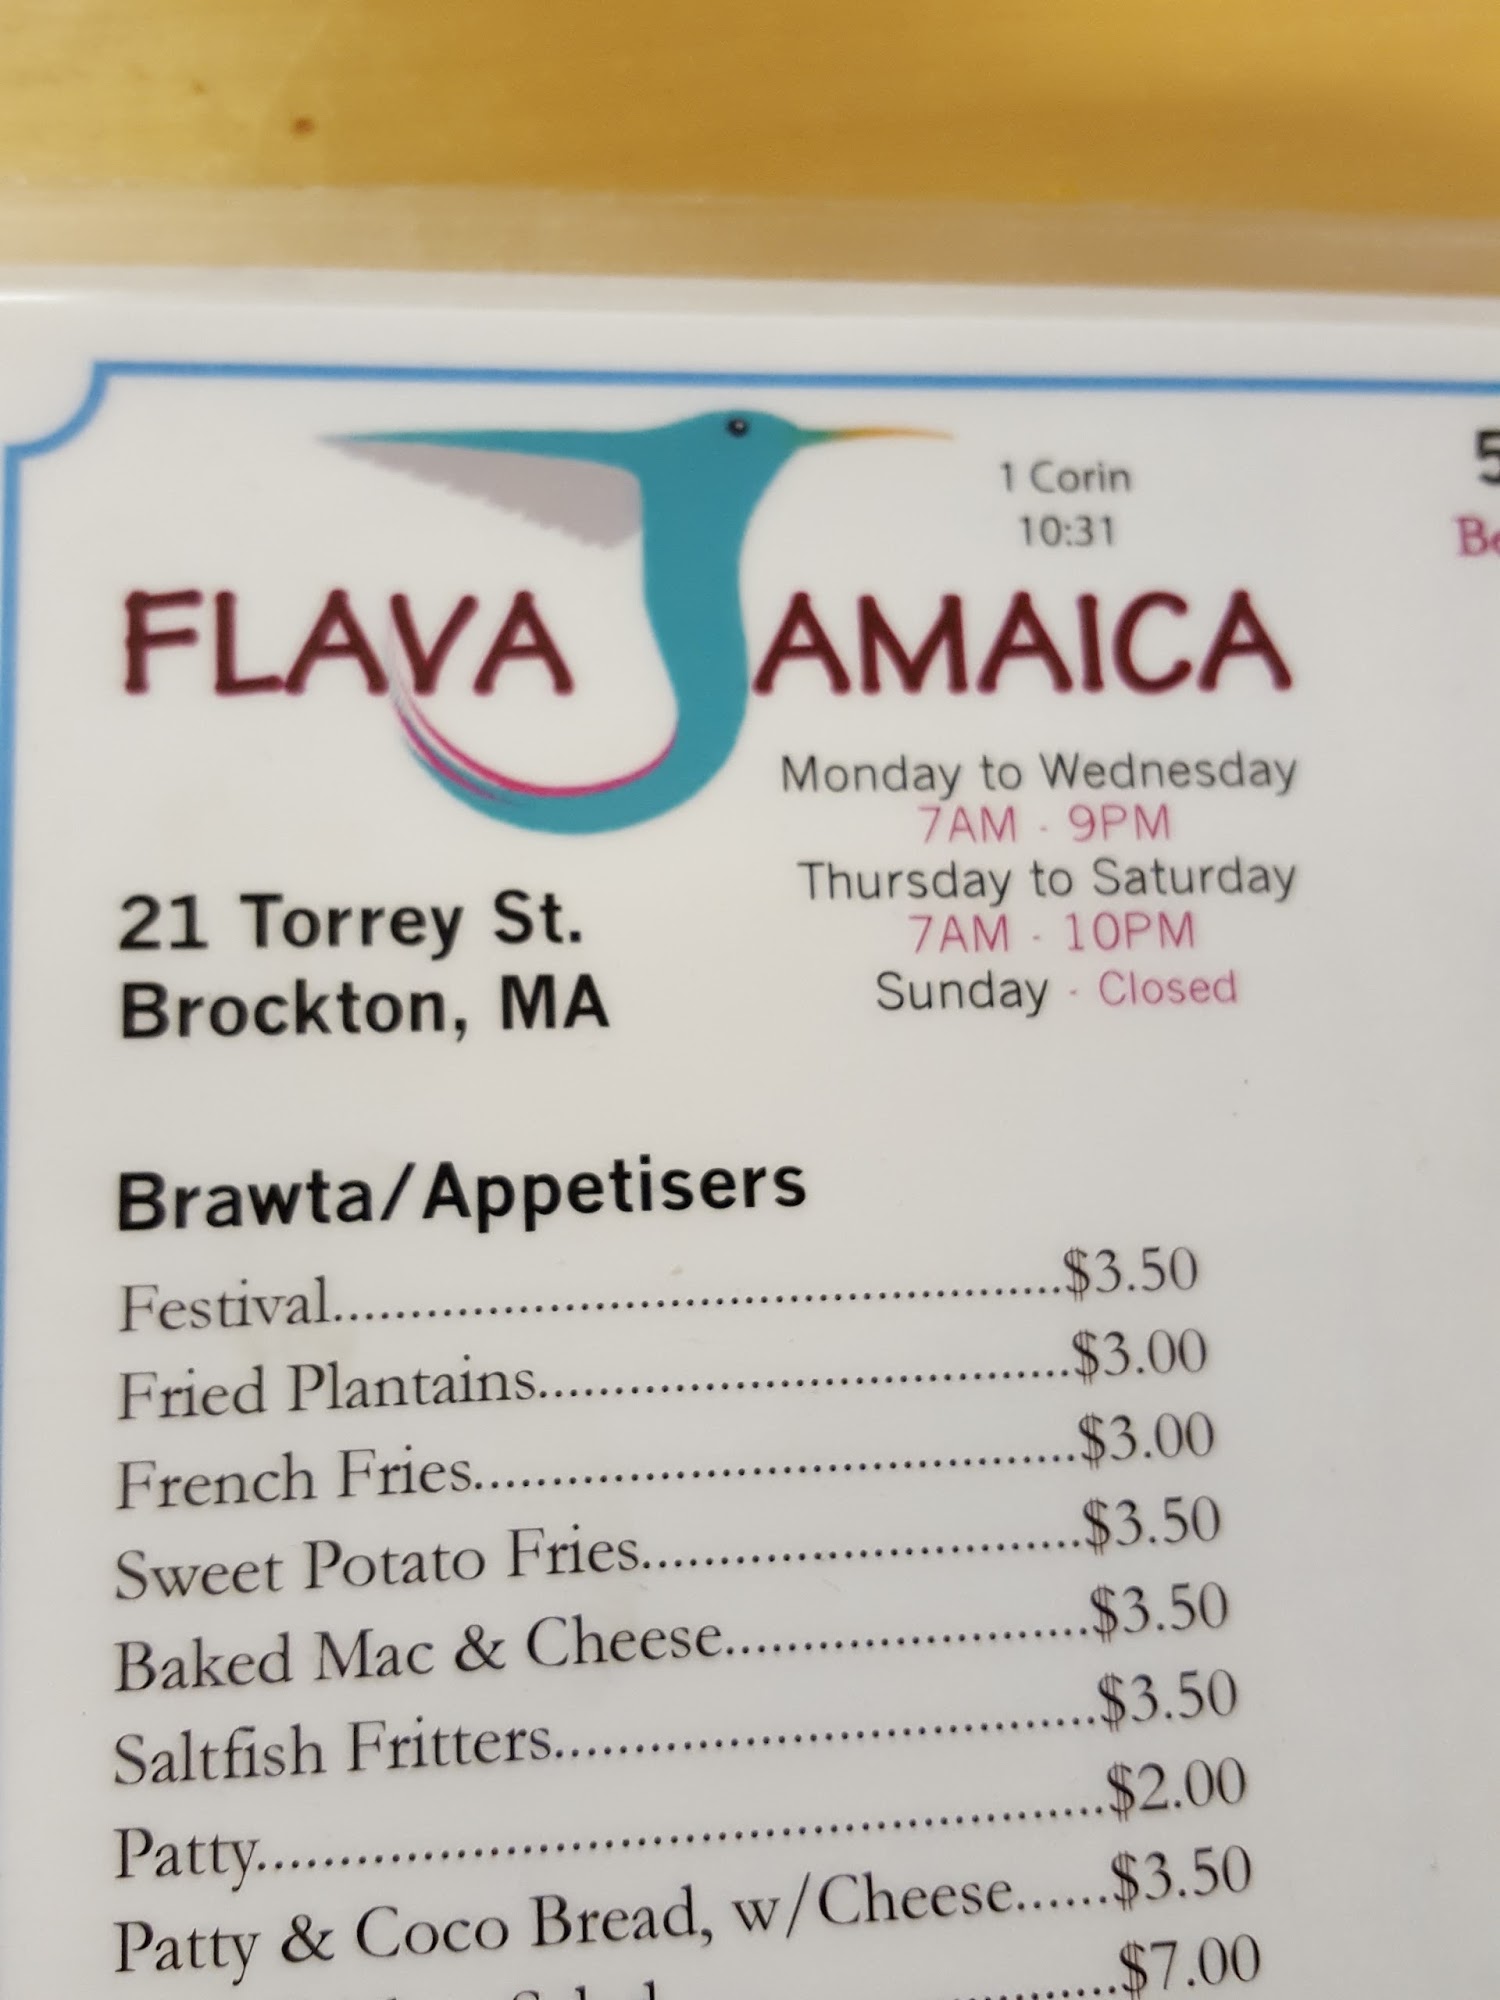 1 Corin
10:31
FLAVA JAMAICA
Monday to Wednesday
7AM - 9PM
Thursday to Saturday
7AM - 10PM
Sunday - Closed
21 Torrey St.
Brockton, MA
Brawta/Appetisers
Festival.....................................................$3.50
Fried Plantains.......................................$3.00
French Fries............................................$3.00
Sweet Potato Fries................................$3.50
Baked Mac & Cheese..........................$3.50
Saltfish Fritters.......................................$3.50
Patty..............................................................$2.00
Patty & Coco Bread, w/Cheese......$3.50
$7.00